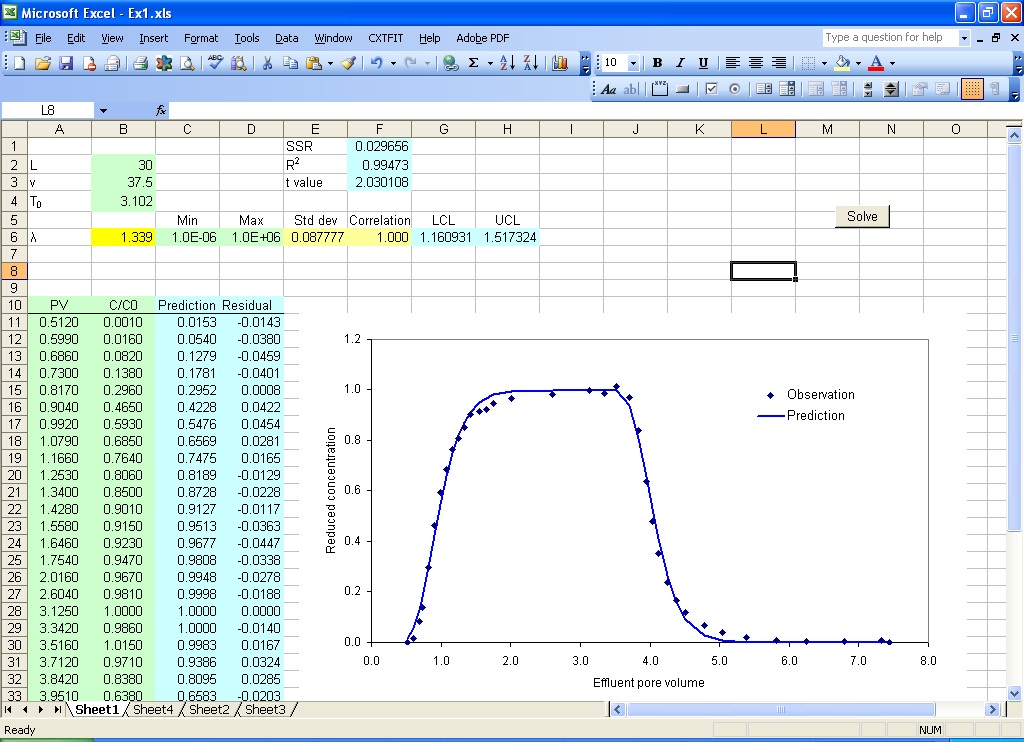 Microsoft Excel - Ex1.xls
File Edit View Insert Format Tools Data Window CXTFIT Help Adobe PDF
Type a question for help
10 B I U A
Aa ab|
L8 fx
A B C D E F G H I J K L M N O
1 SSR 0.029656
2 L 30 R2 0.99473
3 v 37.5 t value 2.030108
4 T0 3.102
5 Min Max Std dev Correlation LCL UCL
Solve
6 λ 1.339 1.0E-06 1.0E+06 0.087777 1.000 1.160931 1.517324
7
8
9
10 PV C/C0 Prediction Residual
11 0.5120 0.0010 0.0153 -0.0143
12 0.5990 0.0160 0.0540 -0.0380
13 0.6860 0.0820 0.1279 -0.0459
14 0.7300 0.1380 0.1781 -0.0401
15 0.8170 0.2960 0.2952 0.0008
16 0.9040 0.4650 0.4228 0.0422
17 0.9920 0.5930 0.5476 0.0454
18 1.0790 0.6850 0.6569 0.0281
19 1.1660 0.7640 0.7475 0.0165
20 1.2530 0.8060 0.8189 -0.0129
21 1.3400 0.8500 0.8728 -0.0228
22 1.4280 0.9010 0.9127 -0.0117
23 1.5580 0.9150 0.9513 -0.0363
24 1.6460 0.9230 0.9677 -0.0447
25 1.7540 0.9470 0.9808 -0.0338
26 2.0160 0.9670 0.9948 -0.0278
27 2.6040 0.9810 0.9998 -0.0188
28 3.1250 1.0000 1.0000 0.0000
29 3.3420 0.9860 1.0000 -0.0140
30 3.5160 1.0150 0.9983 0.0167
31 3.7120 0.9710 0.9386 0.0324
32 3.8420 0.8380 0.8095 0.0285
33 3.9510 0.6380 0.6583 -0.0203
1.2
1.0
0.8
0.6
0.4
0.2
0.0
Reduced concentration
Observation
Prediction
0.0 1.0 2.0 3.0 4.0 5.0 6.0 7.0 8.0
Effluent pore volume
Sheet1 Sheet4 Sheet2 Sheet3
Ready NUM